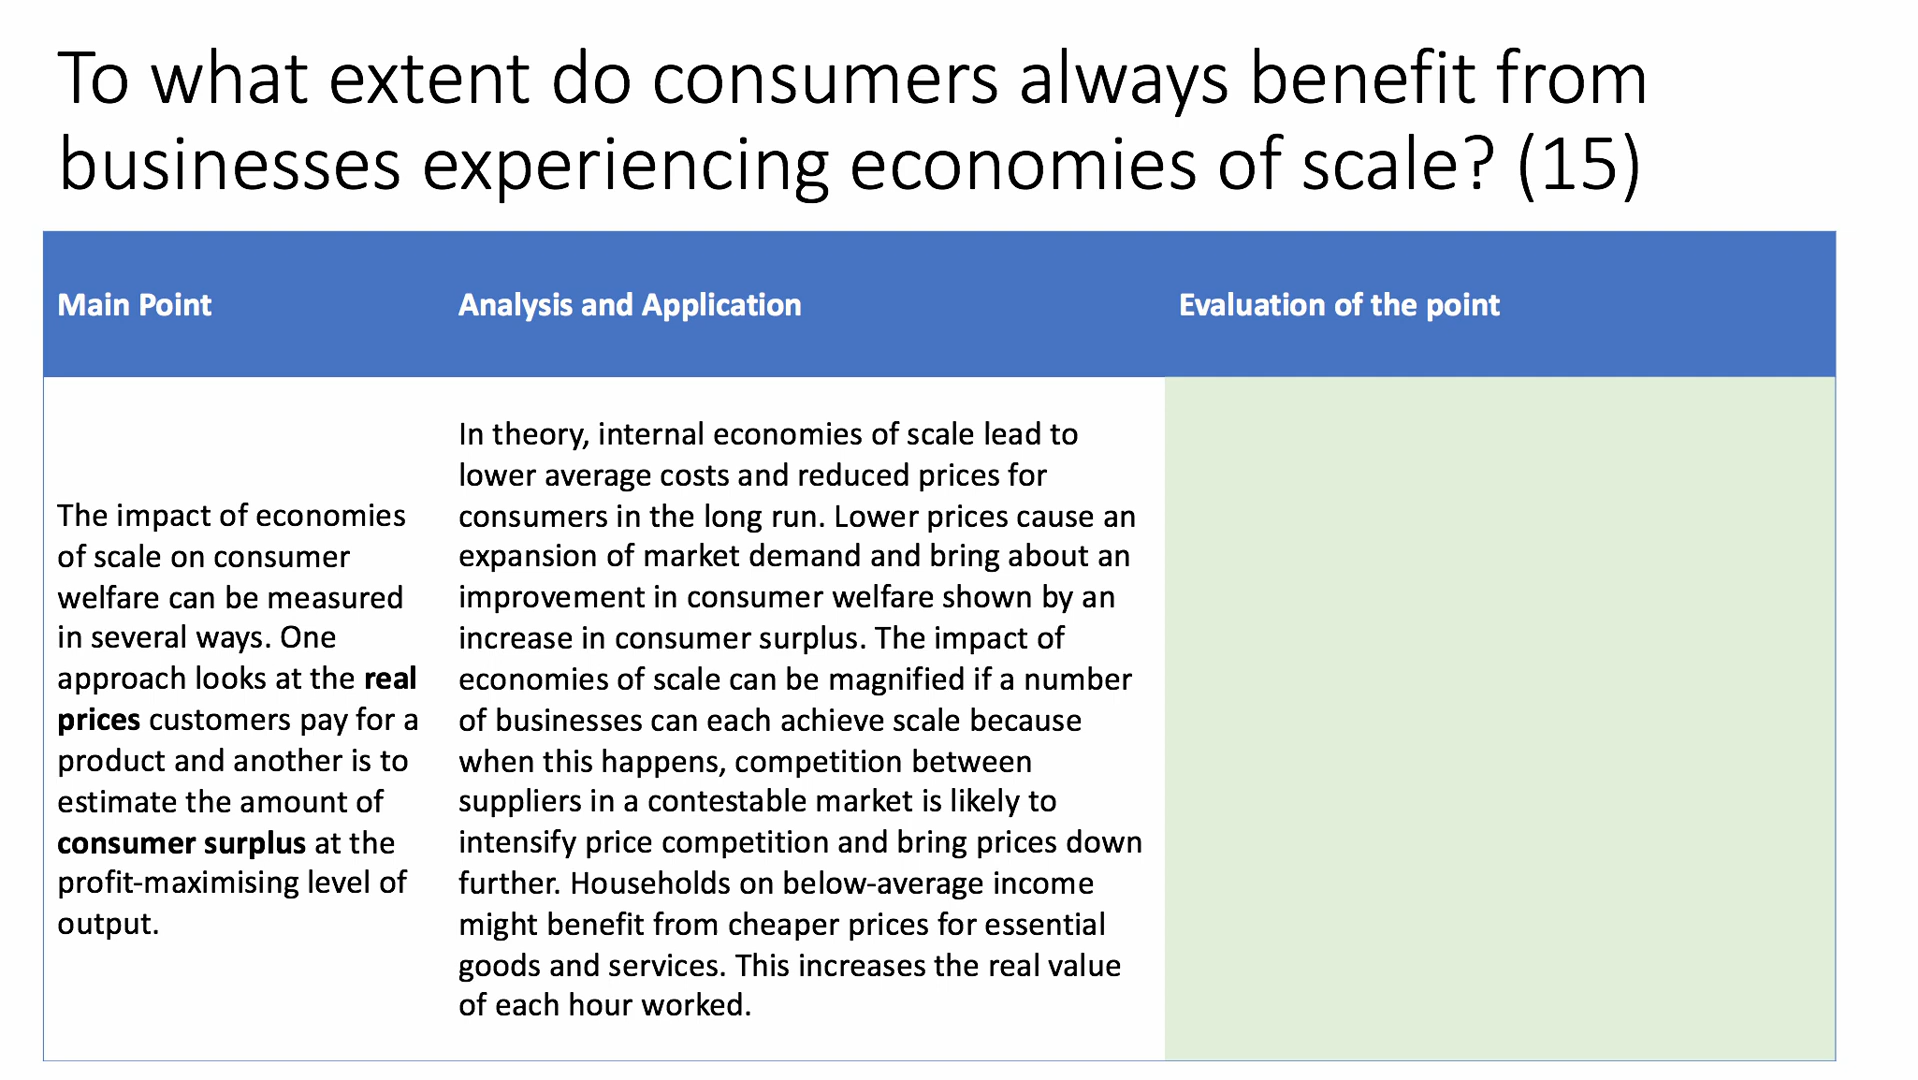 To what extent do consumers always benefit from
businesses experiencing economies of scale? (15)
Main Point
Analysis and Application
Evaluation of the point
The impact of economies
of scale on consumer
welfare can be measured
in several ways. One
approach looks at the real
prices customers pay for a
product and another is to
estimate the amount of
consumer surplus at the
profit-maximising level of
output.
In theory, internal economies of scale lead to
lower average costs and reduced prices for
consumers in the long run. Lower prices cause an
expansion of market demand and bring about an
improvement in consumer welfare shown by an
increase in consumer surplus. The impact of
economies of scale can be magnified if a number
of businesses can each achieve scale because
when this happens, competition between
suppliers in a contestable market is likely to
intensify price competition and bring prices down
further. Households on below-average income
might benefit from cheaper prices for essential
goods and services. This increases the real value
of each hour worked.